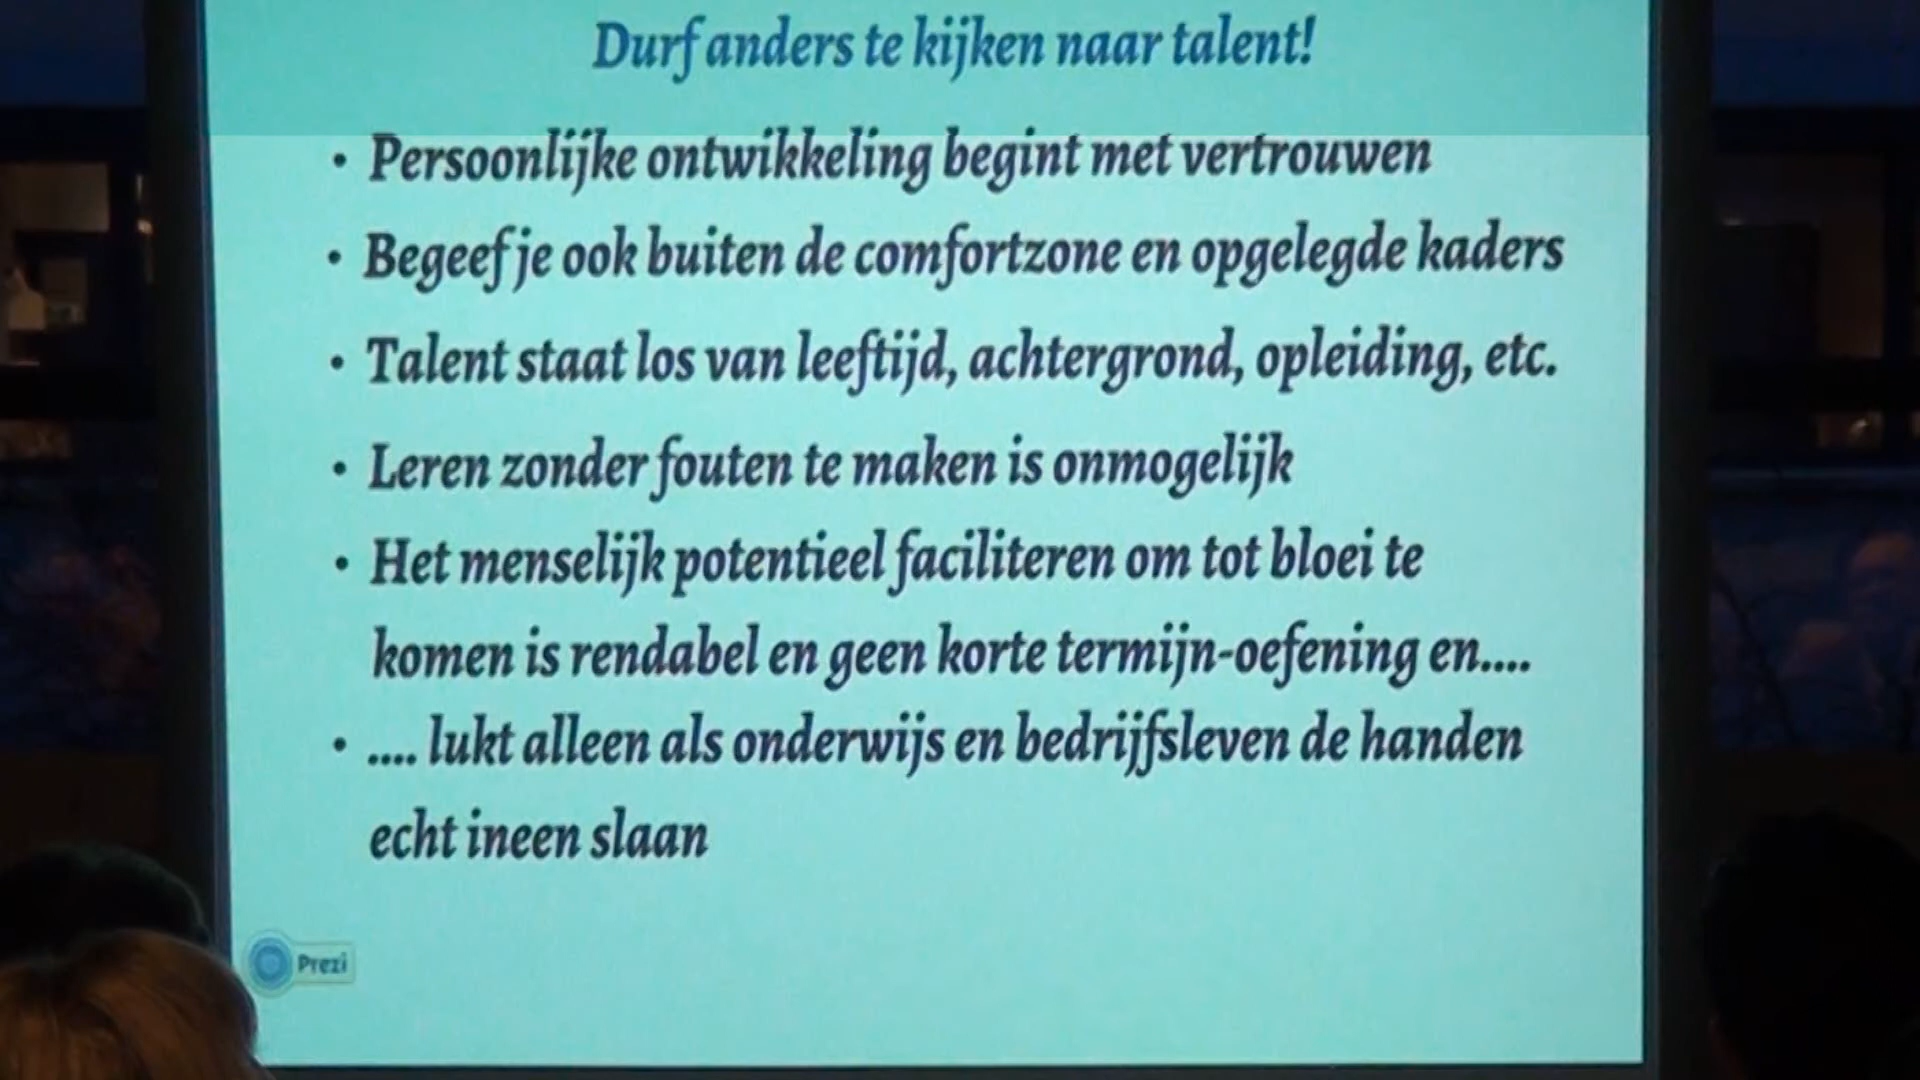 Durf anders te kijken naar talent!
• Persoonlijke ontwikkeling begint met vertrouwen
• Begeef je ook buiten de comfortzone en opgelegde kaders
• Talent staat los van leeftijd, achtergrond, opleiding, etc.
• Leren zonder fouten te maken is onmogelijk
• Het menselijk potentieel faciliteren om tot bloei te
komen is rendabel en geen korte termijn-oefening en....
• .... lukt alleen als onderwijs en bedrijfsleven de handen
echt ineen slaan
Prezi